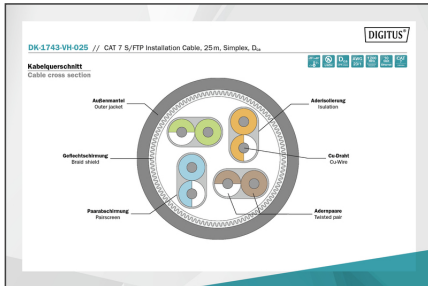 DIGITUS®
DK-1743-VH-025 // CAT 7 S/FTP Installation Cable, 25 m, Simplex, Dca
Kabelquerschnitt
Cable cross section
Außenmantel
Outer jacket
Aderisolierung
Insulation
Geflechtschirmung
Braid shield
Cu-Draht
Cu-Wire
Paarabschirmung
Pairscreen
Adernpaare
Twisted pair